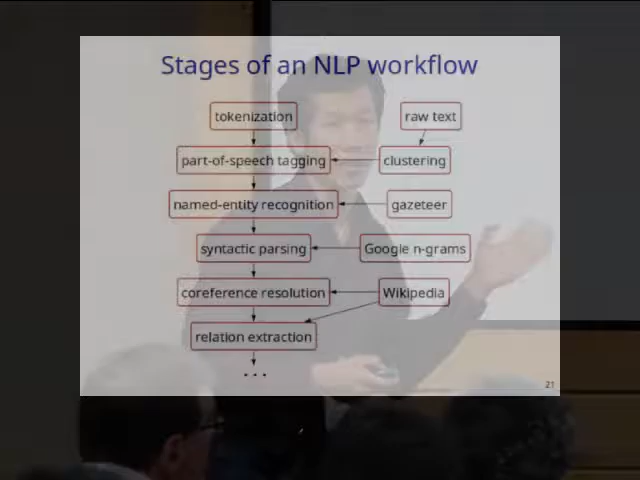 Stages of an NLP workflow
tokenization
raw text
part-of-speech tagging
clustering
named-entity recognition
gazeteer
syntactic parsing
Google n-grams
coreference resolution
Wikipedia
relation extraction
...
21